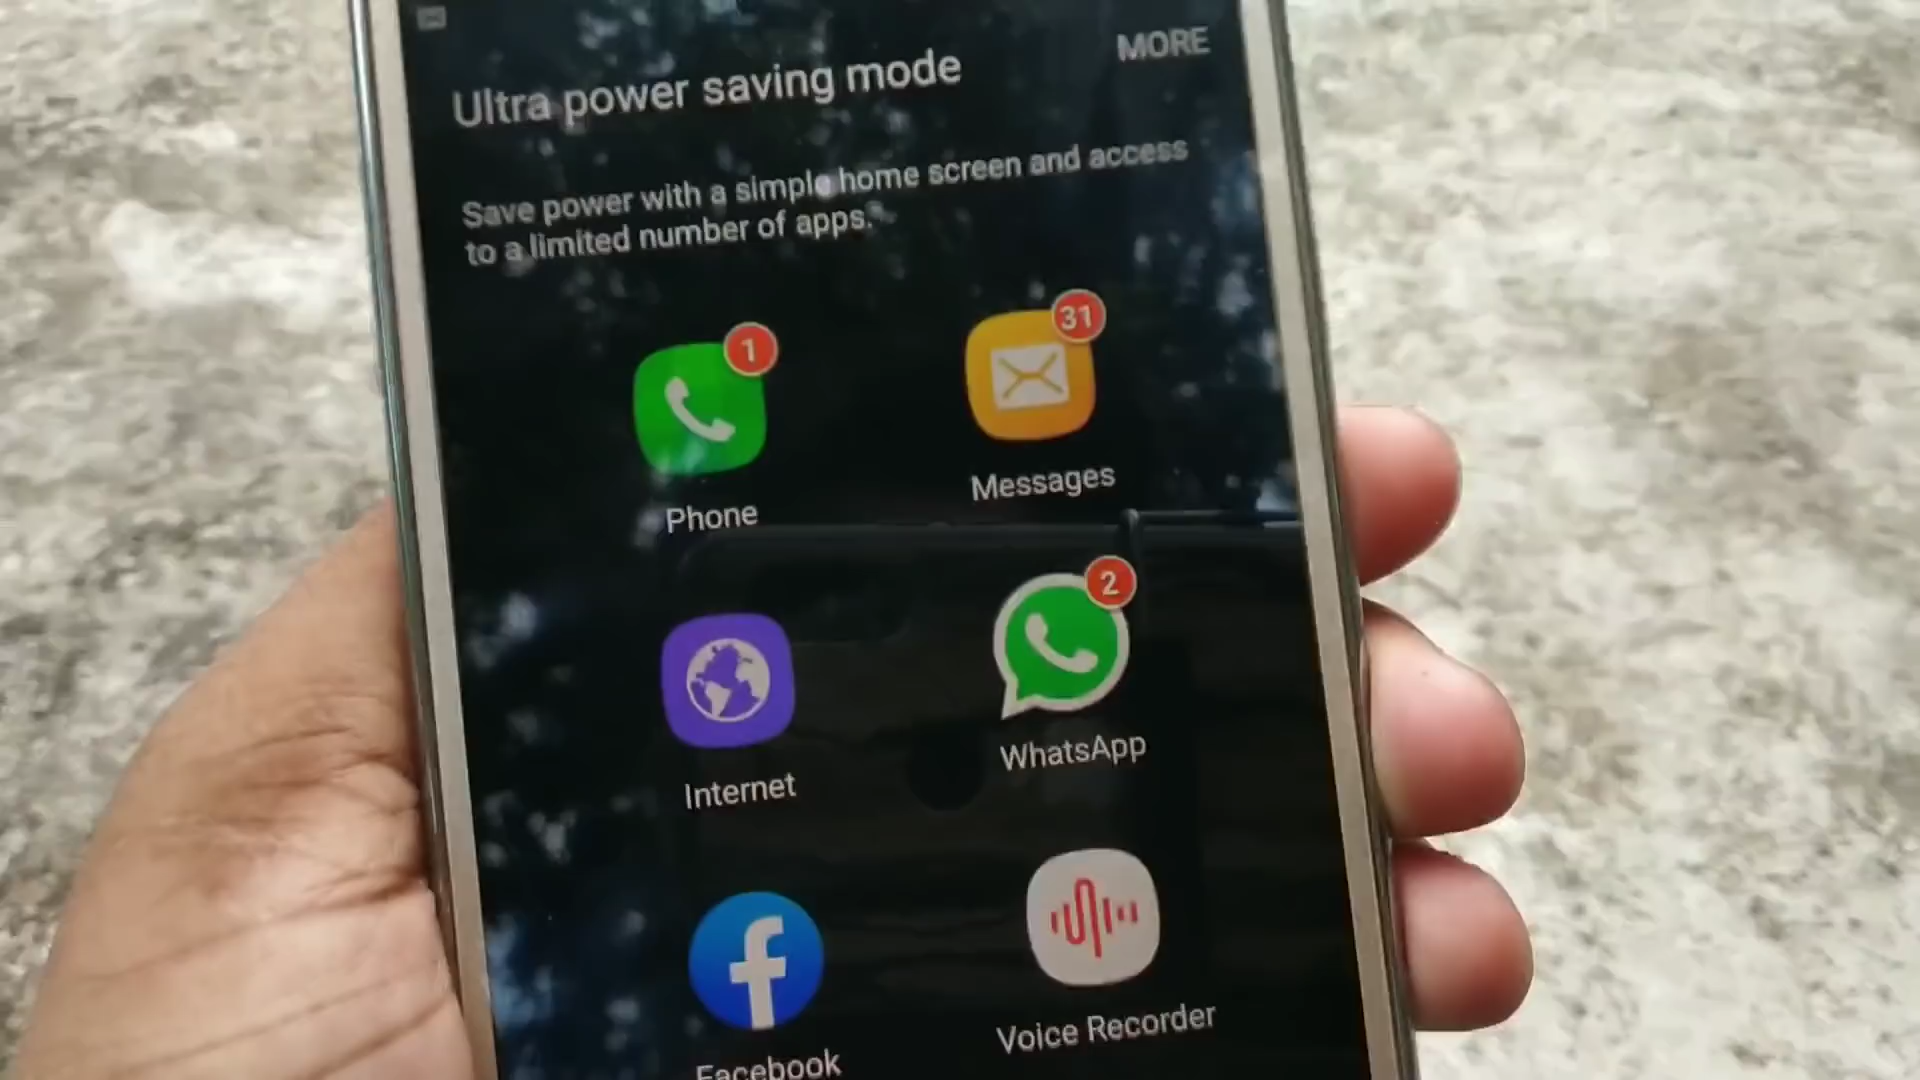 MORE
Ultra power saving mode
Save power with a simple home screen and access
to a limited number of apps.
1
31
Phone
Messages
2
Internet
WhatsApp
Facebook
Voice Recorder